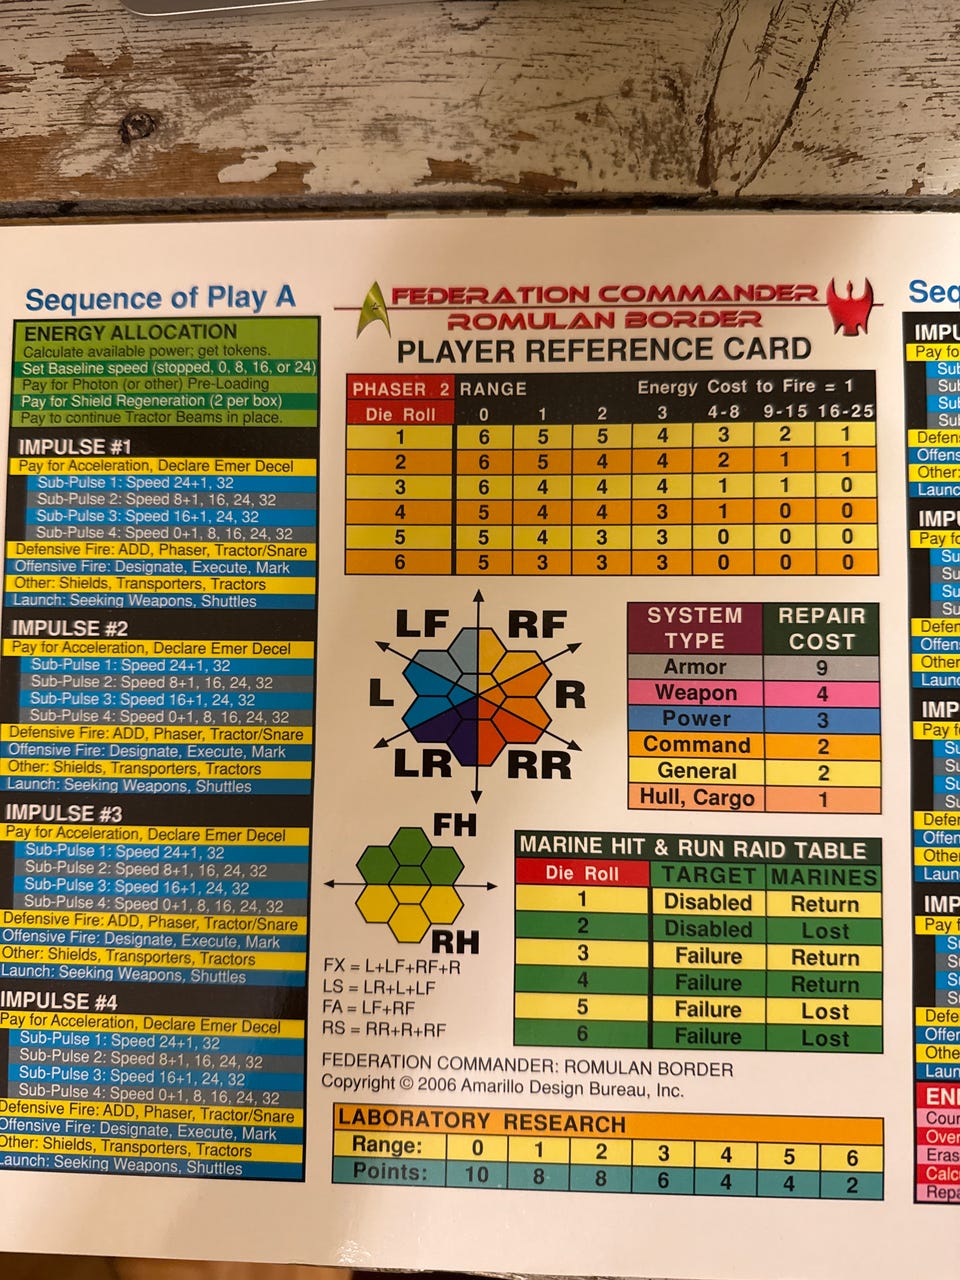 Sequence of Play A
ENERGY ALLOCATION
Calculate available power; get tokens.
Set Baseline speed (stopped, 0, 8, 16, or 24)
Pay for Photon (or other) Pre-Loading
Pay for Shield Regeneration (2 per box)
Pay to continue Tractor Beams in place.
IMPULSE #1
Pay for Acceleration, Declare Emer Decel
Sub-Pulse 1: Speed 24+1, 32
Sub-Pulse 2: Speed 8+1, 16, 24, 32
Sub-Pulse 3: Speed 16+1, 24, 32
Sub-Pulse 4: Speed 0+1, 8, 16, 24, 32
Defensive Fire: ADD, Phaser, Tractor/Snare
Offensive Fire: Designate, Execute, Mark
Other: Shields, Transporters, Tractors
Launch: Seeking Weapons, Shuttles
IMPULSE #2
Pay for Acceleration, Declare Emer Decel
Sub-Pulse 1: Speed 24+1, 32
Sub-Pulse 2: Speed 8+1, 16, 24, 32
Sub-Pulse 3: Speed 16+1, 24, 32
Sub-Pulse 4: Speed 0+1, 8, 16, 24, 32
Defensive Fire: ADD, Phaser, Tractor/Snare
Offensive Fire: Designate, Execute, Mark
Other: Shields, Transporters, Tractors
Launch: Seeking Weapons, Shuttles
IMPULSE #3
Pay for Acceleration, Declare Emer Decel
Sub-Pulse 1: Speed 24+1, 32
Sub-Pulse 2: Speed 8+1, 16, 24, 32
Sub-Pulse 3: Speed 16+1, 24, 32
Sub-Pulse 4: Speed 0+1, 8, 16, 24, 32
Defensive Fire: ADD, Phaser, Tractor/Snare
Offensive Fire: Designate, Execute, Mark
Other: Shields, Transporters, Tractors
Launch: Seeking Weapons, Shuttles
IMPULSE #4
Pay for Acceleration, Declare Emer Decel
Sub-Pulse 1: Speed 24+1, 32
Sub-Pulse 2: Speed 8+1, 16, 24, 32
Sub-Pulse 3: Speed 16+1, 24, 32
Sub-Pulse 4: Speed 0+1, 8, 16, 24, 32
Defensive Fire: ADD, Phaser, Tractor/Snare
Offensive Fire: Designate, Execute, Mark
Other: Shields, Transporters, Tractors
Launch: Seeking Weapons, Shuttles
FEDERATION COMMANDER
ROMULAN BORDER
PLAYER REFERENCE CARD
PHASER 2 RANGE Energy Cost to Fire = 1
Die Roll 0 1 2 3 4-8 9-15 16-25
1 6 5 5 4 3 2 1
2 6 5 4 4 2 1 1
3 6 4 4 4 1 1 0
4 5 4 4 3 1 0 0
5 5 4 3 3 0 0 0
6 5 3 3 3 0 0 0
LF RF
L R
LR RR
FH
RH
FX = L+LF+RF+R
LS = LR+L+LF
FA = LF+RF
RS = RR+R+RF
SYSTEM TYPE REPAIR COST
Armor 9
Weapon 4
Power 3
Command 2
General 2
Hull, Cargo 1
MARINE HIT & RUN RAID TABLE
Die Roll TARGET MARINES
1 Disabled Return
2 Disabled Lost
3 Failure Return
4 Failure Return
5 Failure Lost
6 Failure Lost
FEDERATION COMMANDER: ROMULAN BORDER
Copyright © 2006 Amarillo Design Bureau, Inc.
LABORATORY RESEARCH
Range: 0 1 2 3 4 5 6
Points: 10 8 8 6 4 4 2